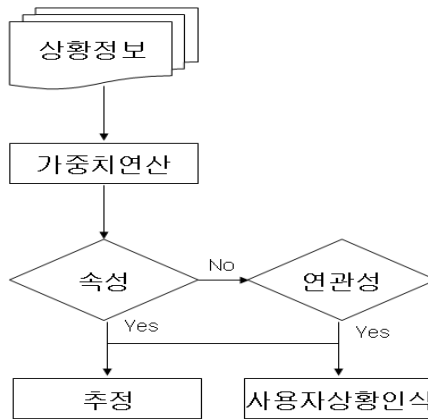 상황정보
가중치연산
속성
No
연관성
Yes
Yes
추정
사용자상황인식